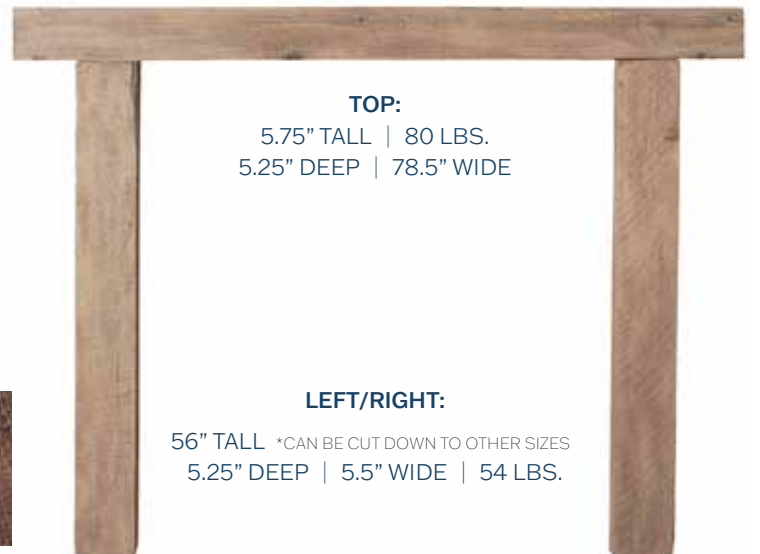 TOP:
5.75” TALL | 80 LBS.
5.25” DEEP | 78.5” WIDE
LEFT/RIGHT:
56” TALL *CAN BE CUT DOWN TO OTHER SIZES
5.25” DEEP | 5.5” WIDE | 54 LBS.